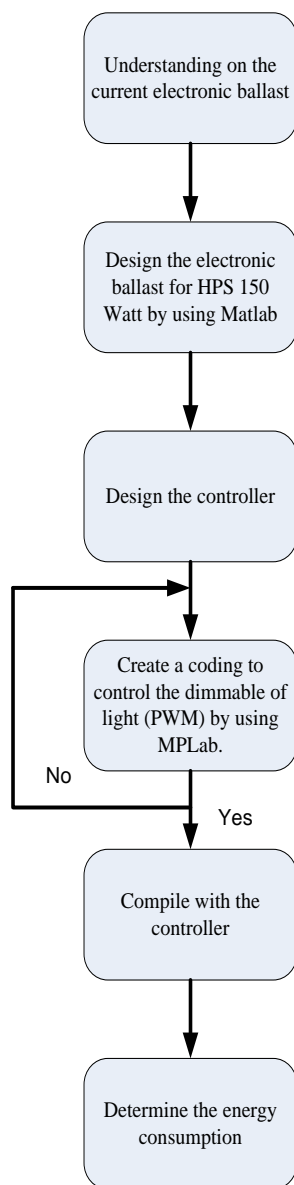 Understanding on the
current electronic ballast
Design the electronic
ballast for HPS 150
Watt by using Matlab
Design the controller
Create a coding to
control the dimmable of
light (PWM) by using
MPLab.
No
Yes
Compile with the
controller
Determine the energy
consumption